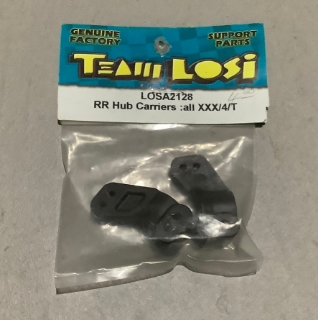 GENUINE FACTORY
SUPPORT PARTS
TEAM LOSI
LOSA2128
RR Hub Carriers :all XXX/4/T